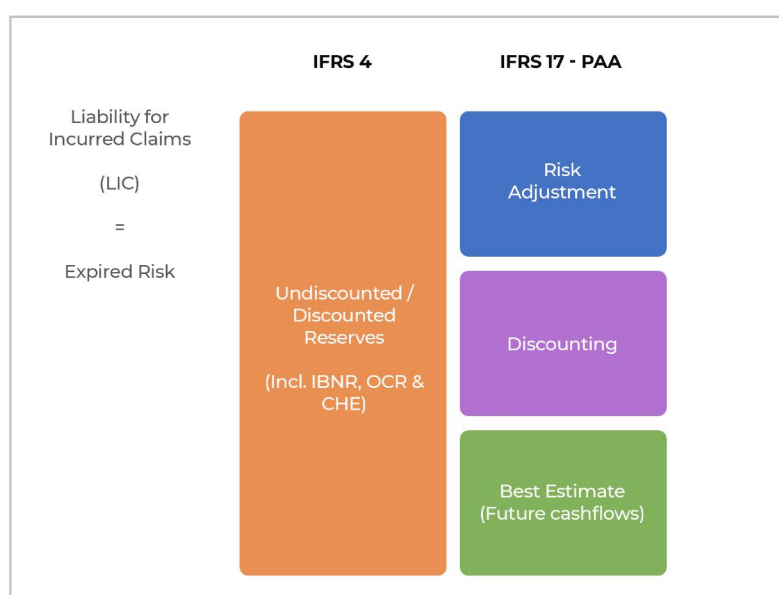 IFRS 4
IFRS 17 - PAA
Liability for
Incurred Claims
(LIC)
=
Expired Risk
Undiscounted /
Discounted
Reserves
(Incl. IBNR, OCR &
CHE)
Risk
Adjustment
Discounting
Best Estimate
(Future cashflows)